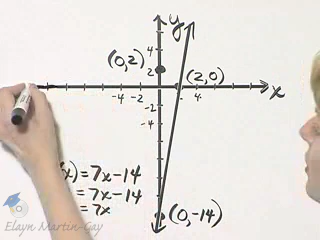 y
4
(0,2)
2
(2,0)
-4 -2
4
x
-2
-4
(x) = 7x-14
= 7x-14
= 7x
(0,-14)
Elayn Martin-Gay